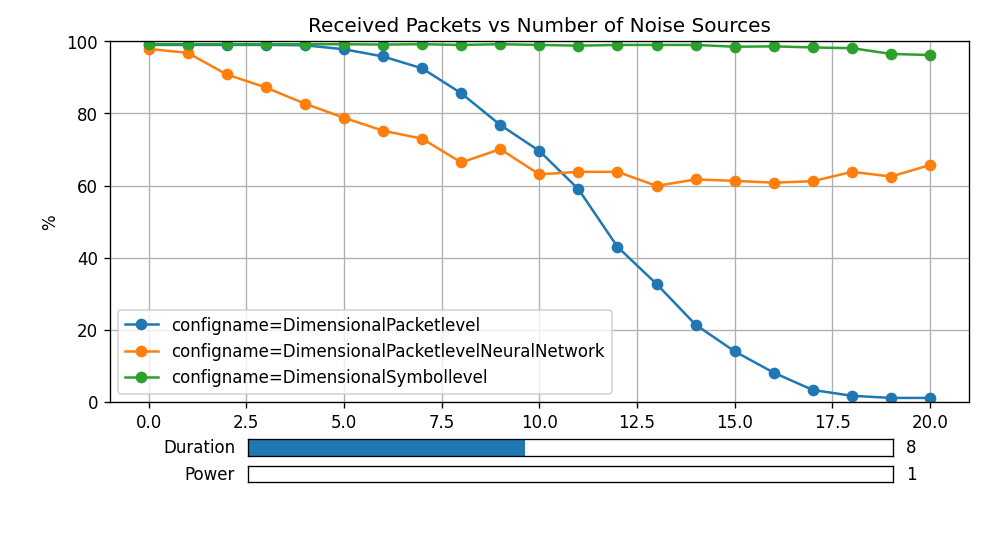 Received Packets vs Number of Noise Sources
100
80
60
40
20
0
%
configname=DimensionalPacketlevel
configname=DimensionalPacketlevelNeuralNetwork
configname=DimensionalSymbollevel
0.0 2.5 5.0 7.5 10.0 12.5 15.0 17.5 20.0
Duration 8
Power 1